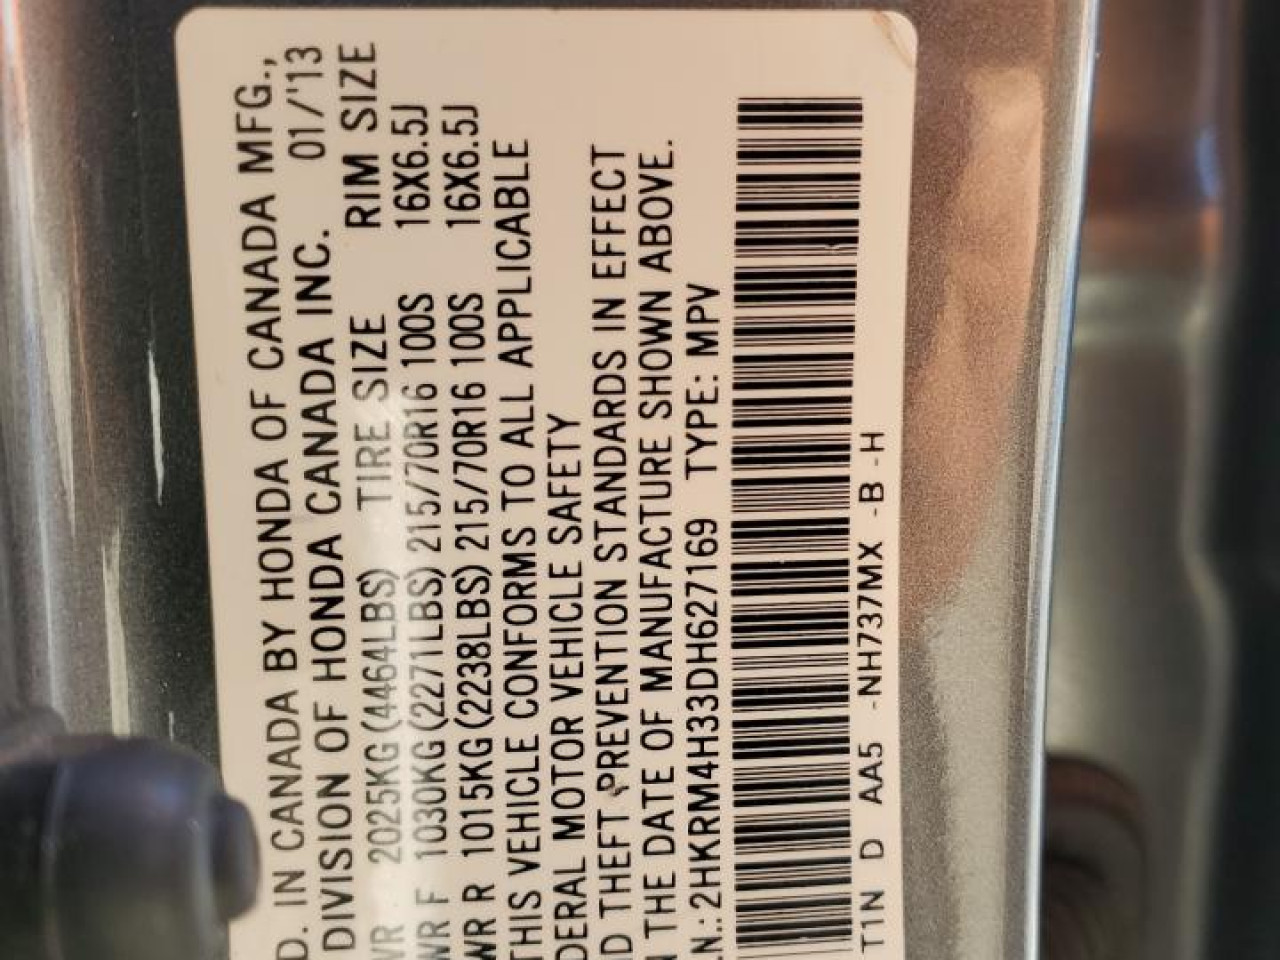 D. IN CANADA BY HONDA OF CANADA MFG.,
DIVISION OF HONDA CANADA INC. 01/'13
VR 2025KG(4464LBS) TIRE SIZE RIM SIZE
WR F 1030KG(2271LBS) 215/70R16 100S 16X6.5J
WR R 1015KG(2238LBS) 215/70R16 100S 16X6.5J
THIS VEHICLE CONFORMS TO ALL APPLICABLE
DERAL MOTOR VEHICLE SAFETY
D THEFT PREVENTION STANDARDS IN EFFECT
N THE DATE OF MANUFACTURE SHOWN ABOVE.
.N.:2HKRM4H33DH627169 TYPE: MPV
T1N D AA5 -NH737MX -B -H